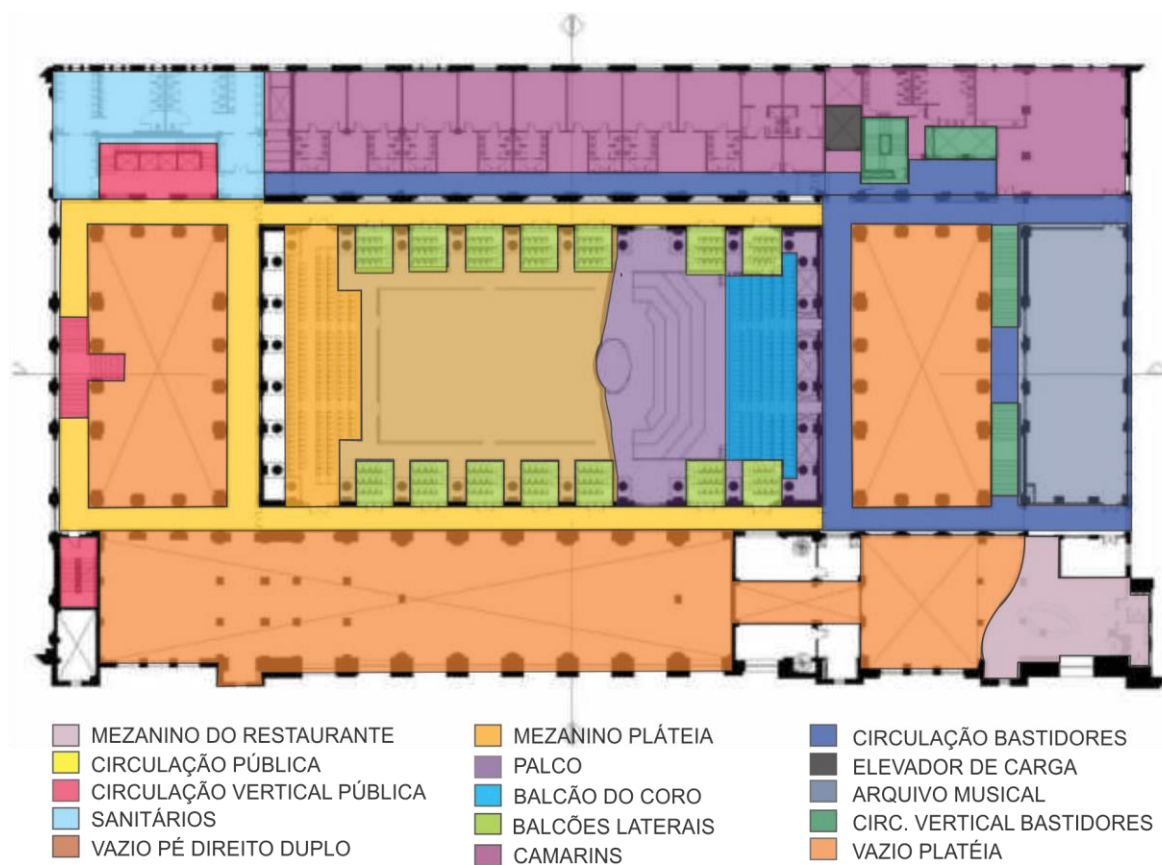 MEZANINO DO RESTAURANTE
CIRCULAÇÃO PÚBLICA
CIRCULAÇÃO VERTICAL PÚBLICA
SANITÁRIOS
VAZIO PÉ DIREITO DUPLO
MEZANINO PLÁTEIA
PALCO
BALCÃO DO CORO
BALCÕES LATERAIS
CAMARINS
CIRCULAÇÃO BASTIDORES
ELEVADOR DE CARGA
ARQUIVO MUSICAL
CIRC. VERTICAL BASTIDORES
VAZIO PLATÉIA